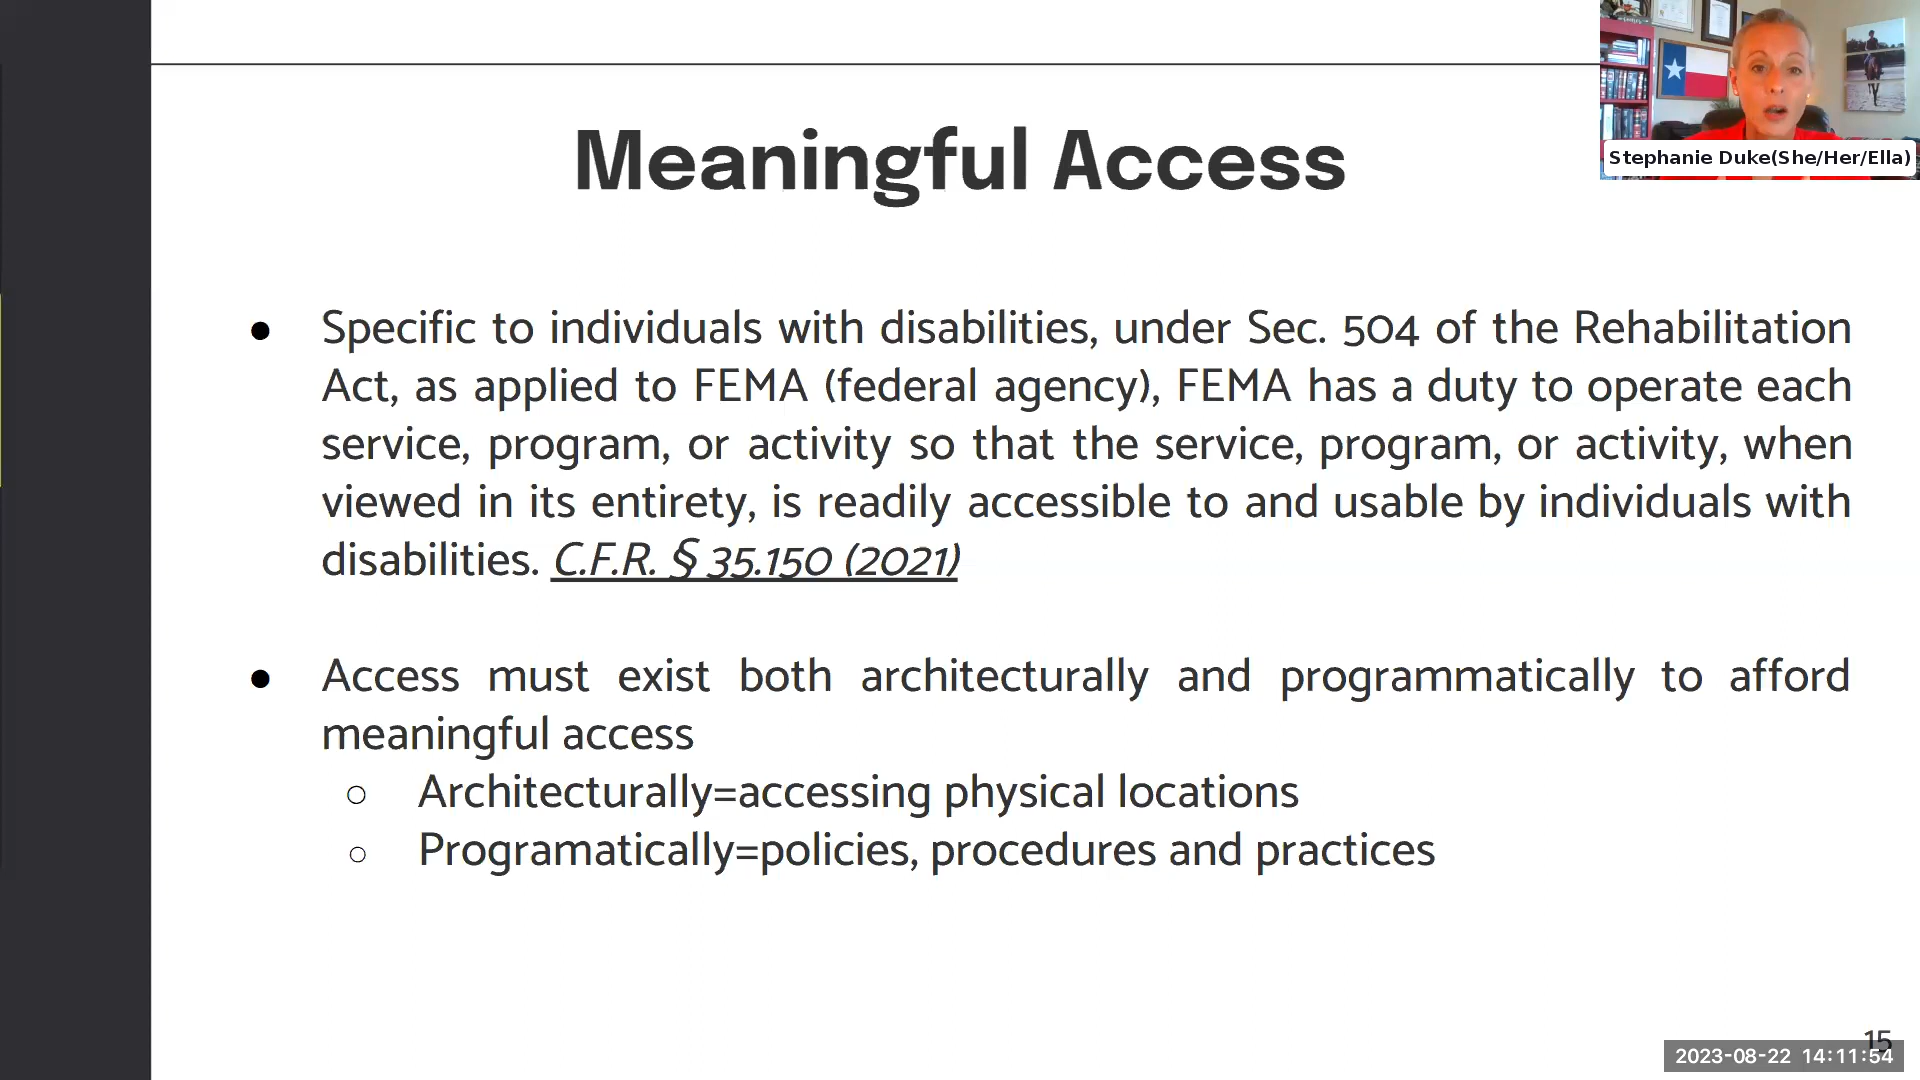 Meaningful Access
Stephanie Duke(She/Her/Ella)
● Specific to individuals with disabilities, under Sec. 504 of the Rehabilitation
Act, as applied to FEMA (federal agency), FEMA has a duty to operate each
service, program, or activity so that the service, program, or activity, when
viewed in its entirety, is readily accessible to and usable by individuals with
disabilities. C.F.R. § 35.150 (2021)
● Access must exist both architecturally and programmatically to afford
meaningful access
○ Architecturally=accessing physical locations
○ Programatically=policies, procedures and practices
15
2023-08-22 14:11:54